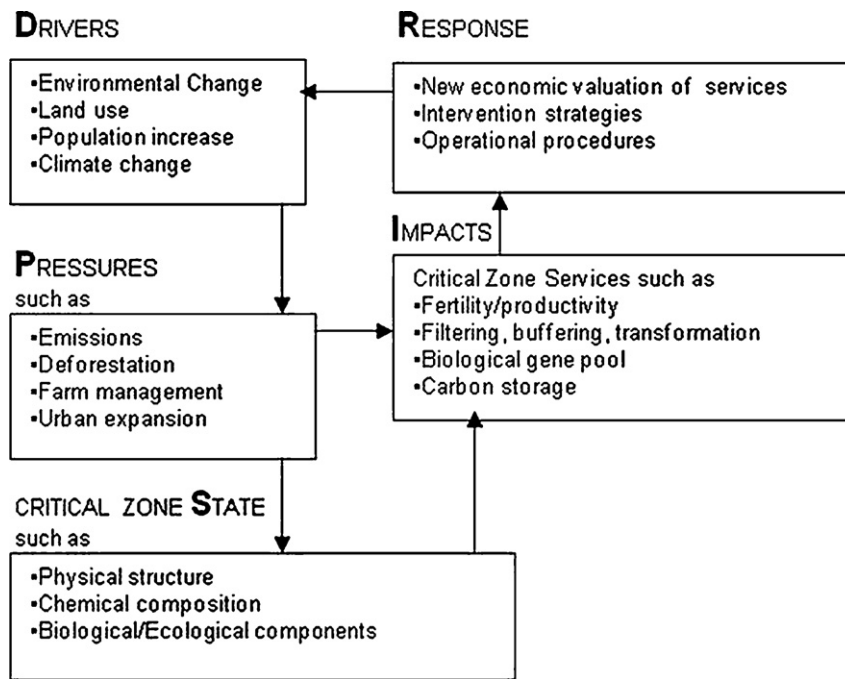 DRIVERS
•Environmental Change
•Land use
•Population increase
•Climate change
RESPONSE
•New economic valuation of services
•Intervention strategies
•Operational procedures
PRESSURES
such as
•Emissions
•Deforestation
•Farm management
•Urban expansion
IMPACTS
Critical Zone Services such as
•Fertility/productivity
•Filtering, buffering, transformation
•Biological gene pool
•Carbon storage
CRITICAL ZONE STATE
such as
•Physical structure
•Chemical composition
•Biological/Ecological components